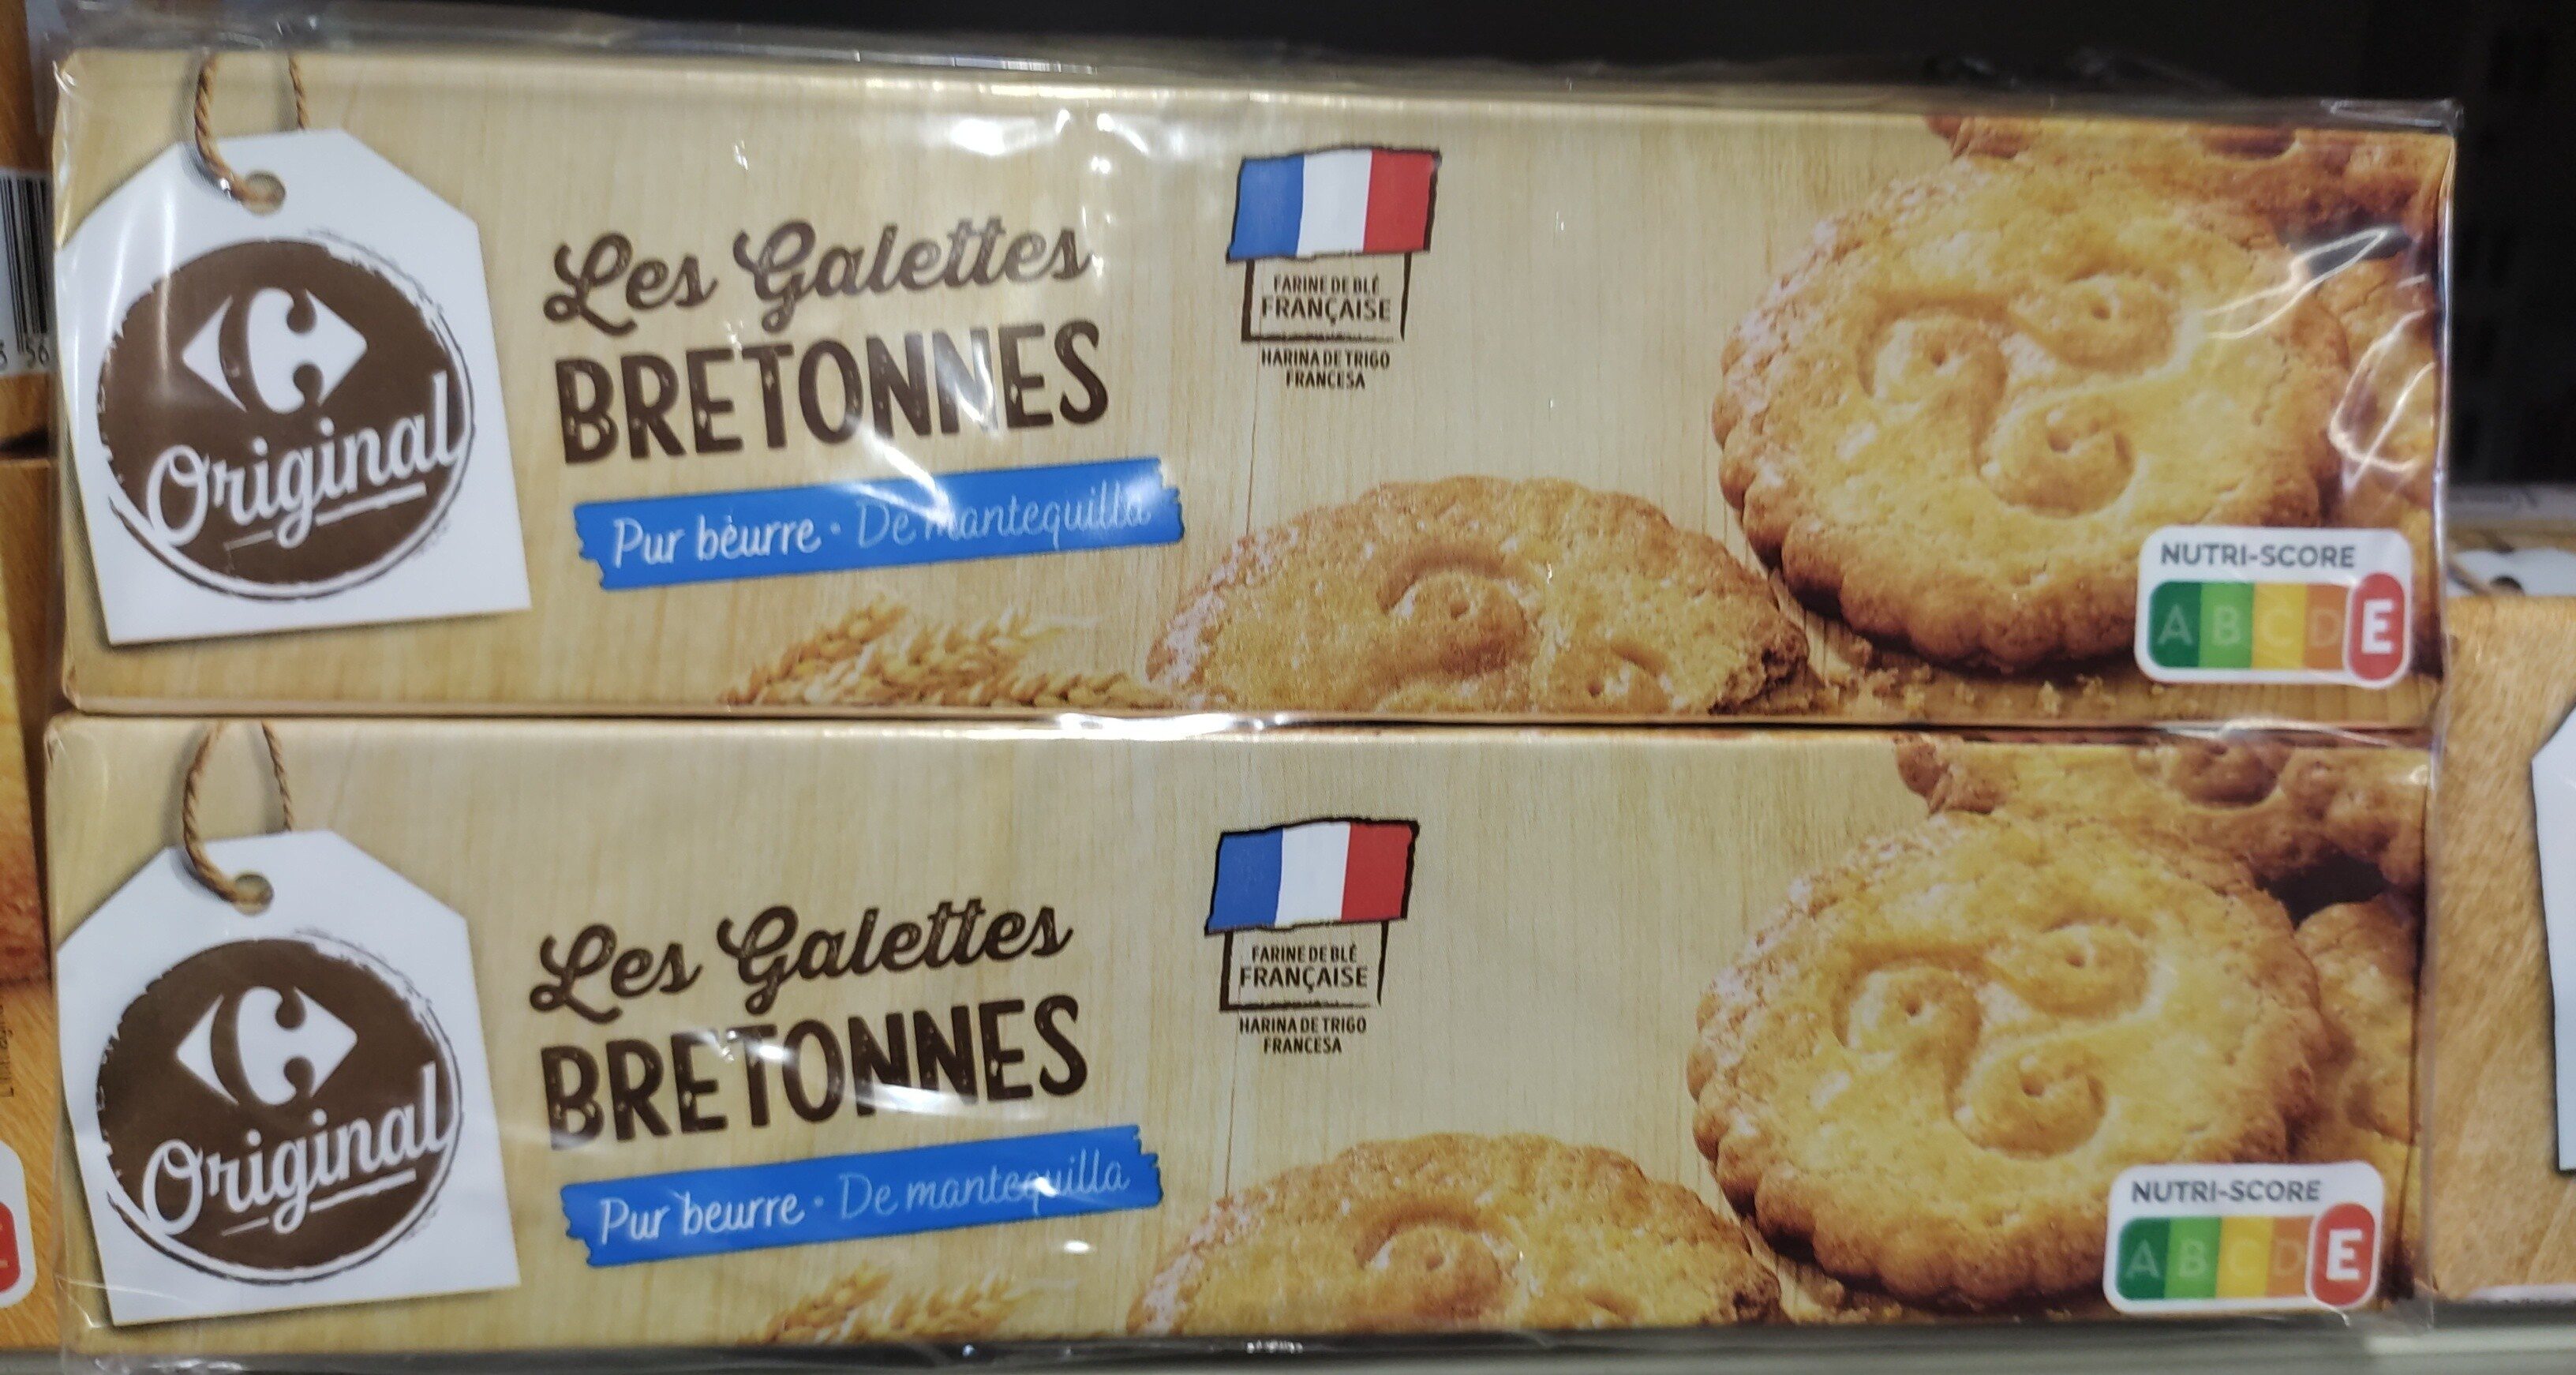 Original
Les Galettes
BRETONNES
Pur beurre • De mantequilla
FARINE DE BLÉ
FRANÇAISE
HARINA DE TRIGO
FRANCESA
NUTRI-SCORE
A B C D E
Original
Les Galettes
BRETONNES
Pur beurre • De mantequilla
FARINE DE BLÉ
FRANÇAISE
HARINA DE TRIGO
FRANCESA
NUTRI-SCORE
A B C D E